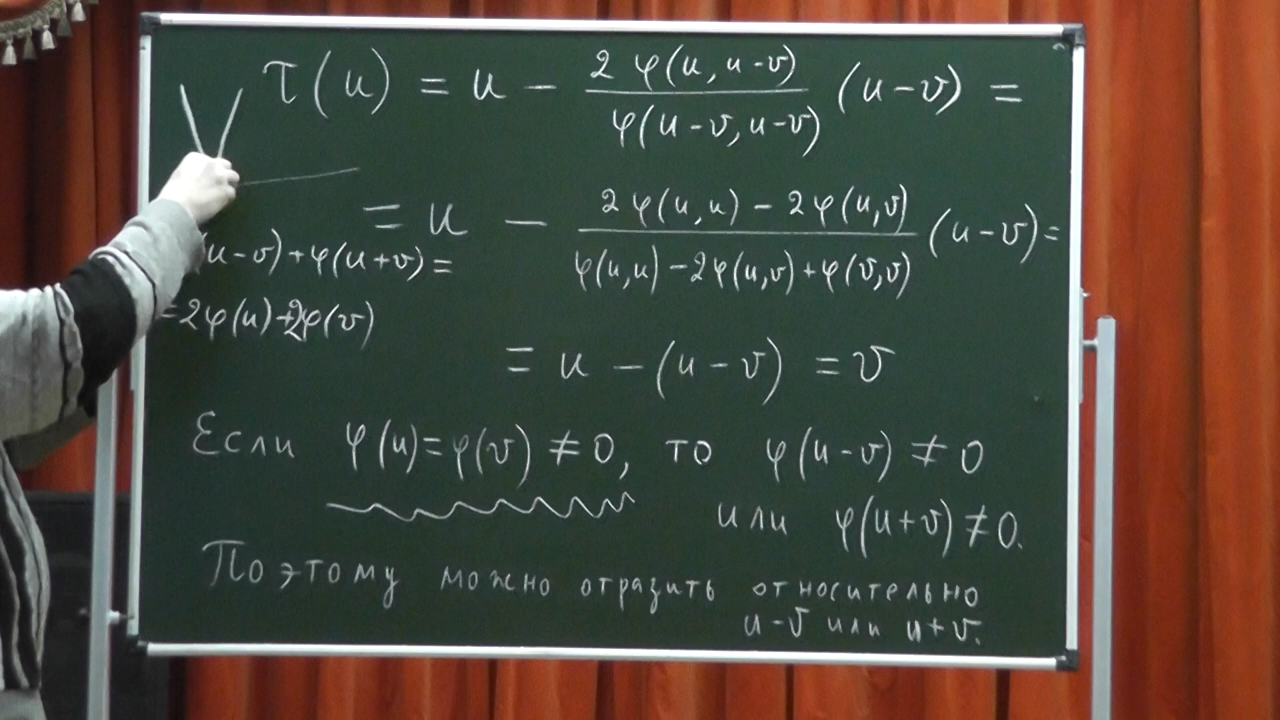 τ(u) = u - 2φ(u, u-v) / φ(u-v, u-v) (u-v) =
= u - 2φ(u,u) - 2φ(u,v) / φ(u,u) - 2φ(u,v) + φ(v,v) (u-v) =
(u-v) + φ(u+v) =
= 2φ(u) + 2φ(v)
= u - (u-v) = v
Если φ(u) = φ(v) ≠ 0, то φ(u-v) ≠ 0
или φ(u+v) ≠ 0.
Поэтому можно отразить относительно
u-v или u+v.